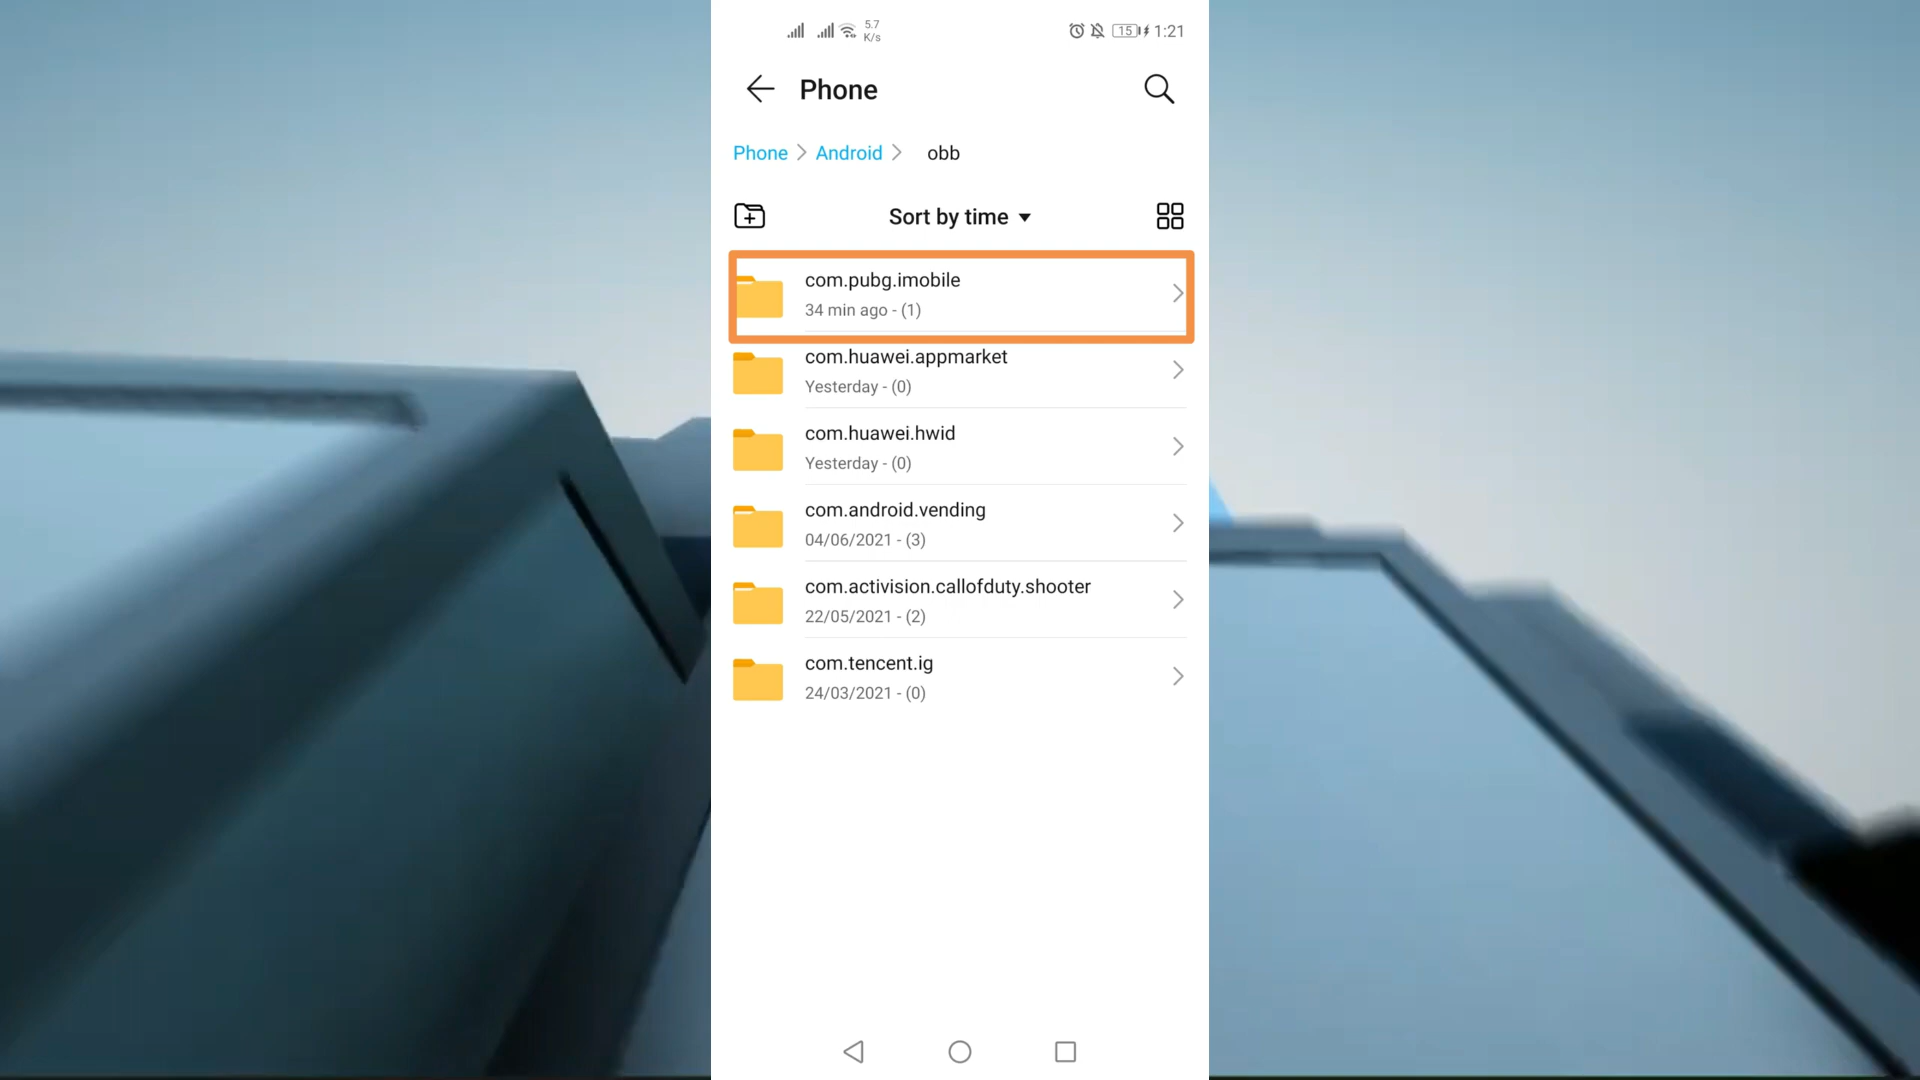 5.7
K/s
15
1:21
Phone
Phone
Android
obb
Sort by time
com.pubg.imobile
34 min ago - (1)
com.huawei.appmarket
Yesterday - (0)
com.huawei.hwid
Yesterday - (0)
com.android.vending
04/06/2021 - (3)
com.activision.callofduty.shooter
22/05/2021 - (2)
com.tencent.ig
24/03/2021 - (0)